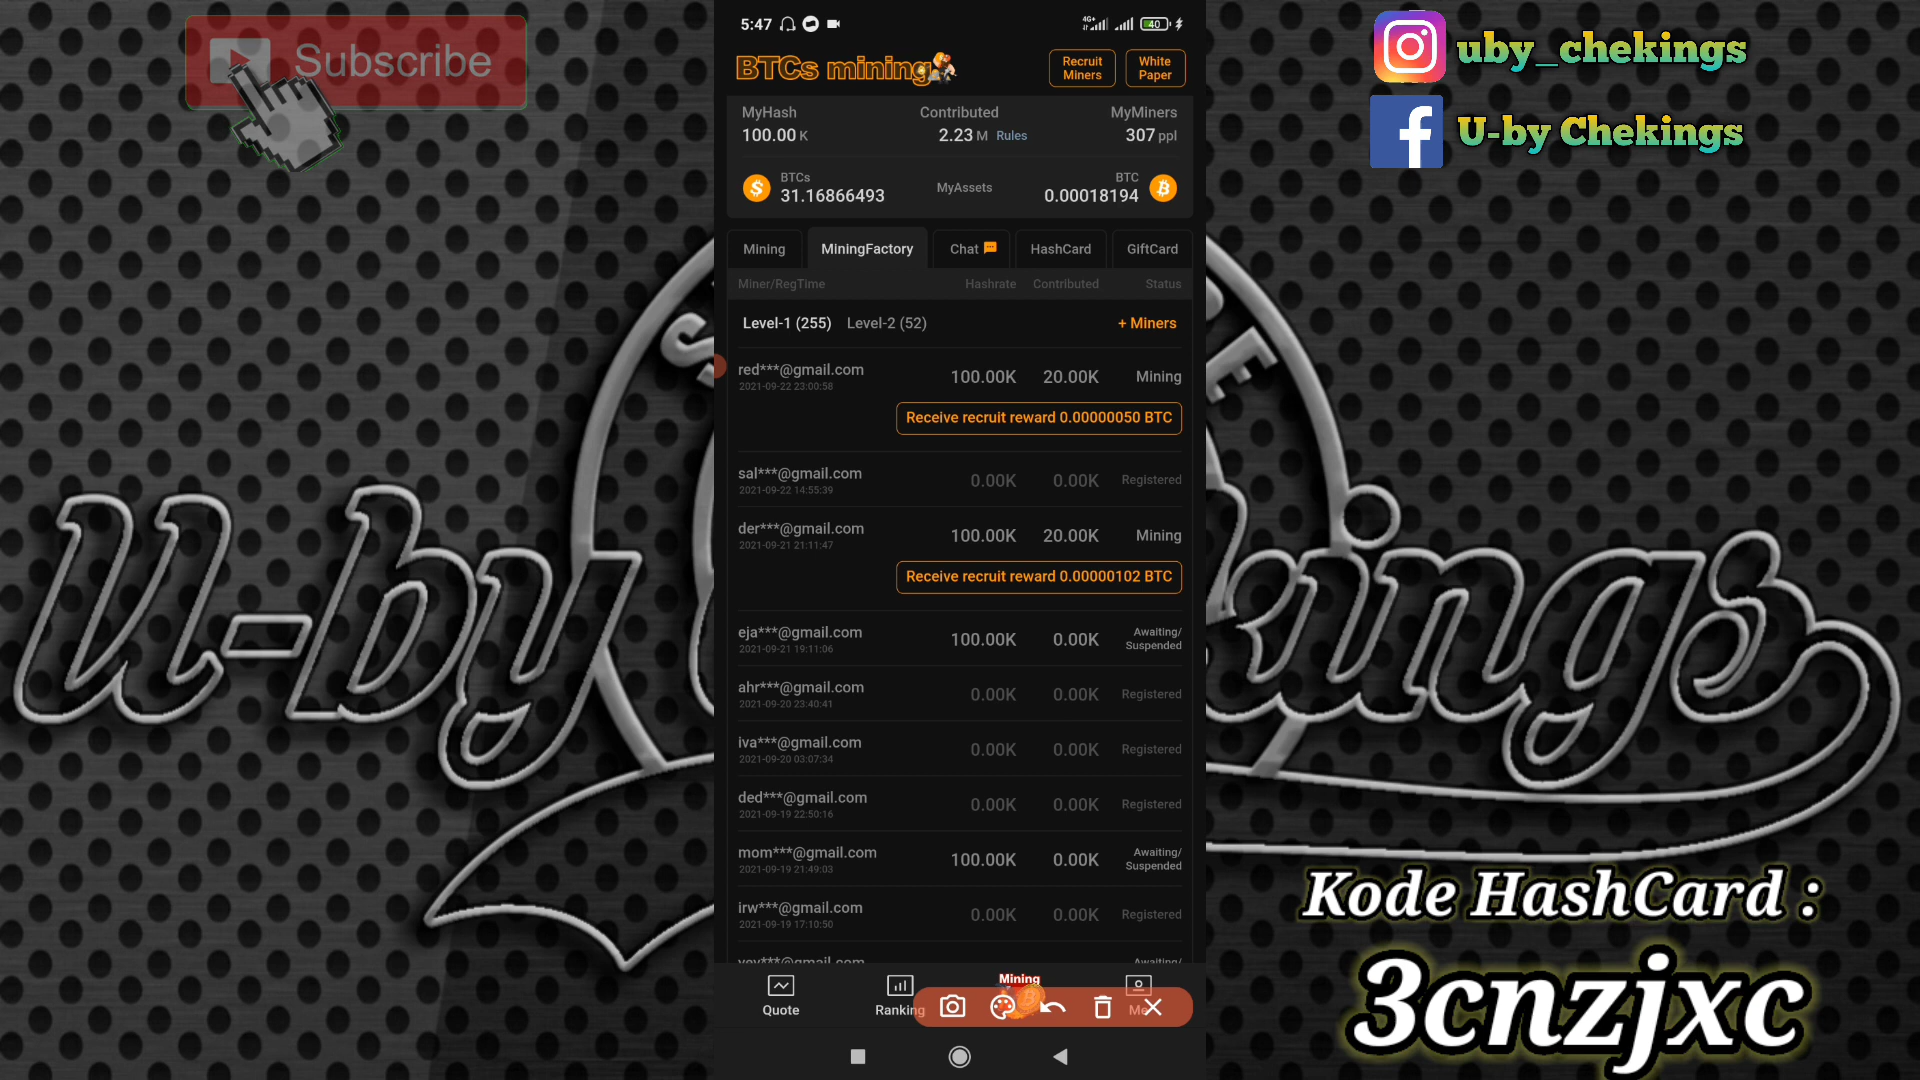 Subscribe
uby_chekings
U-by Chekings
5:47
4G+
40
BTCs mining
Recruit Miners
White Paper
MyHash
Contributed
MyMiners
100.00 K
2.23 M Rules
307 ppl
BTCs
31.16866493
MyAssets
BTC
0.00018194
Mining
MiningFactory
Chat
HashCard
GiftCard
Miner/RegTime
Hashrate
Contributed
Status
Level-1 (255)
Level-2 (52)
+ Miners
red***@gmail.com
100.00K
20.00K
Mining
2021-09-22 23:00:58
Receive recruit reward 0.00000050 BTC
sal***@gmail.com
0.00K
0.00K
Registered
2021-09-22 14:55:39
der***@gmail.com
100.00K
20.00K
Mining
2021-09-21 21:11:47
Receive recruit reward 0.00000102 BTC
eja***@gmail.com
100.00K
0.00K
Awaiting/
Suspended
2021-09-21 19:11:06
ahr***@gmail.com
0.00K
0.00K
Registered
2021-09-20 23:40:41
iva***@gmail.com
0.00K
0.00K
Registered
2021-09-20 03:07:34
ded***@gmail.com
0.00K
0.00K
Registered
2021-09-19 22:50:16
mom***@gmail.com
100.00K
0.00K
Awaiting/
Suspended
2021-09-19 21:49:03
irw***@gmail.com
0.00K
0.00K
Registered
2021-09-19 17:10:50
Awaiting/
Quote
Ranking
Mining
Me
U-by
Kode HashCard :
3cnzjxc